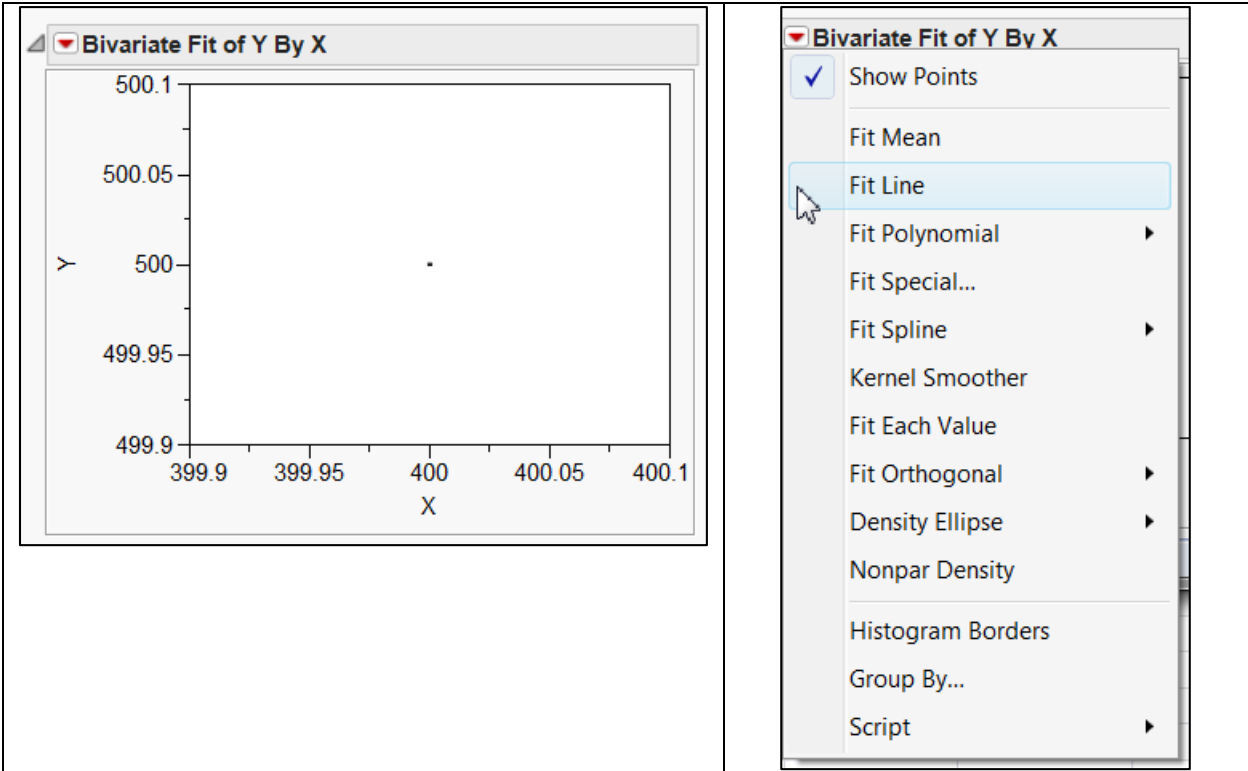 Bivariate Fit of Y By X
500.1
500.05
500
499.95
499.9
Y
399.9 399.95 400 400.05 400.1
X
Bivariate Fit of Y By X
Show Points
Fit Mean
Fit Line
Fit Polynomial
Fit Special...
Fit Spline
Kernel Smoother
Fit Each Value
Fit Orthogonal
Density Ellipse
Nonpar Density
Histogram Borders
Group By...
Script